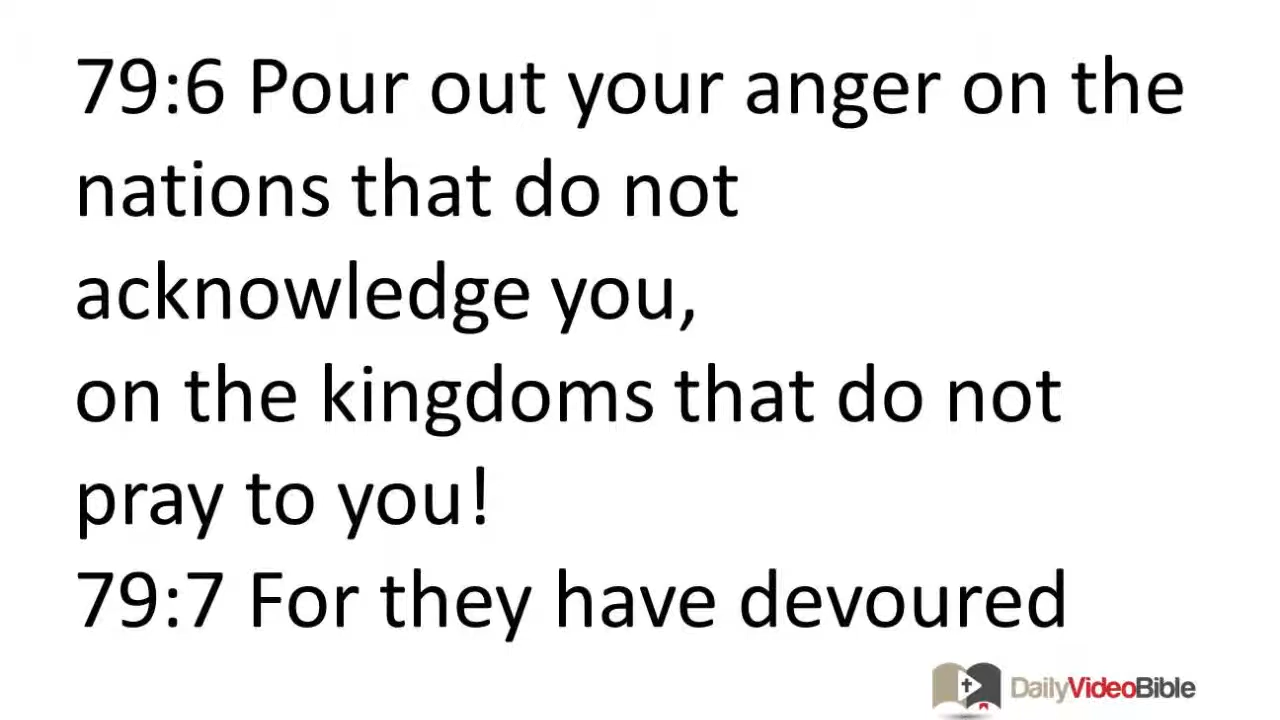 79:6 Pour out your anger on the
nations that do not
acknowledge you,
on the kingdoms that do not
pray to you!
79:7 For they have devoured
DailyVideoBible